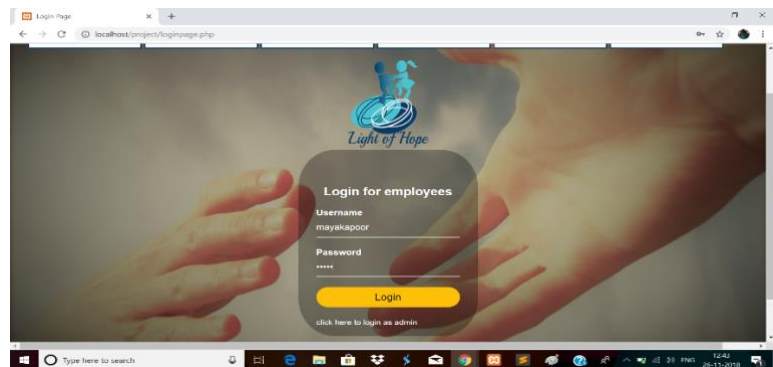 Login Page
localhost/project/loginpage.php
Light of Hope
Login for employees
Username
mayakapoor
Password
•••••
Login
click here to login as admin
Type here to search
ENG
12:43
26-11-2018